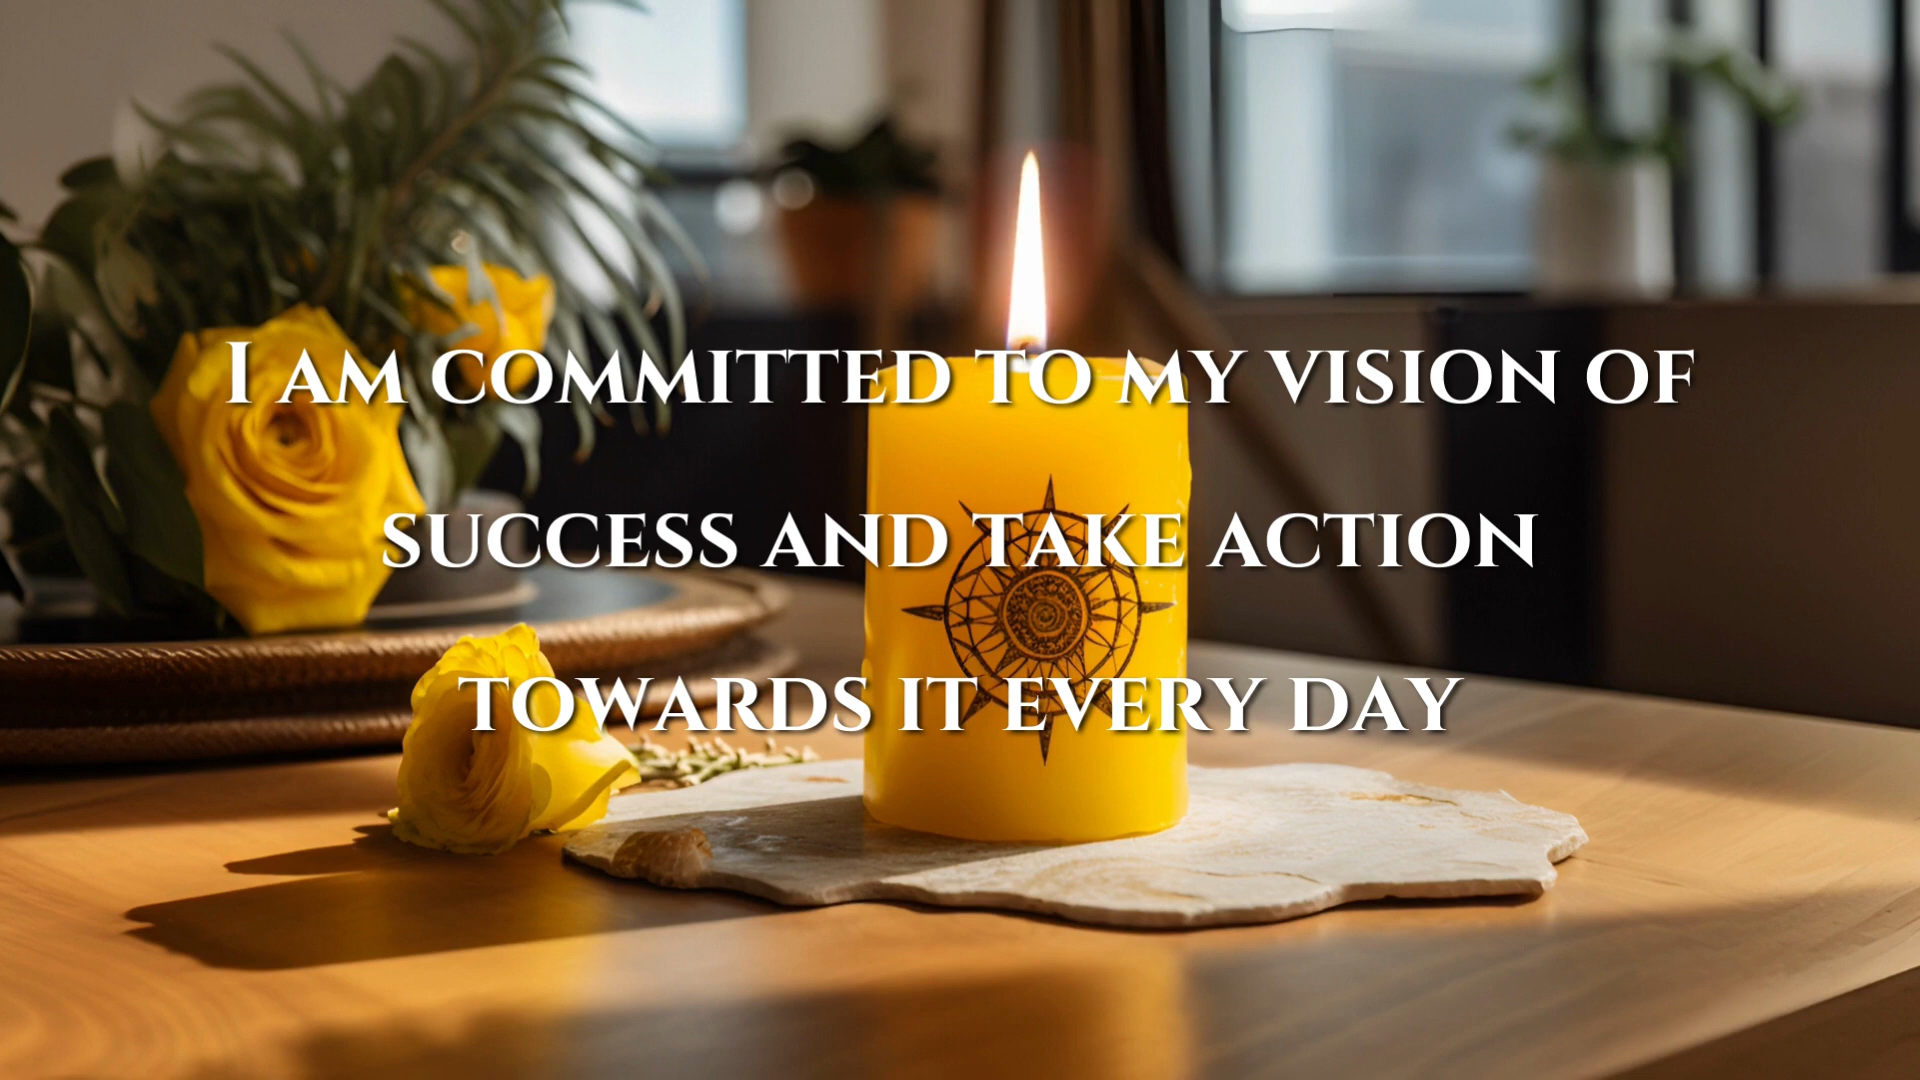 I am committed to my vision of
success and take action
towards it every day